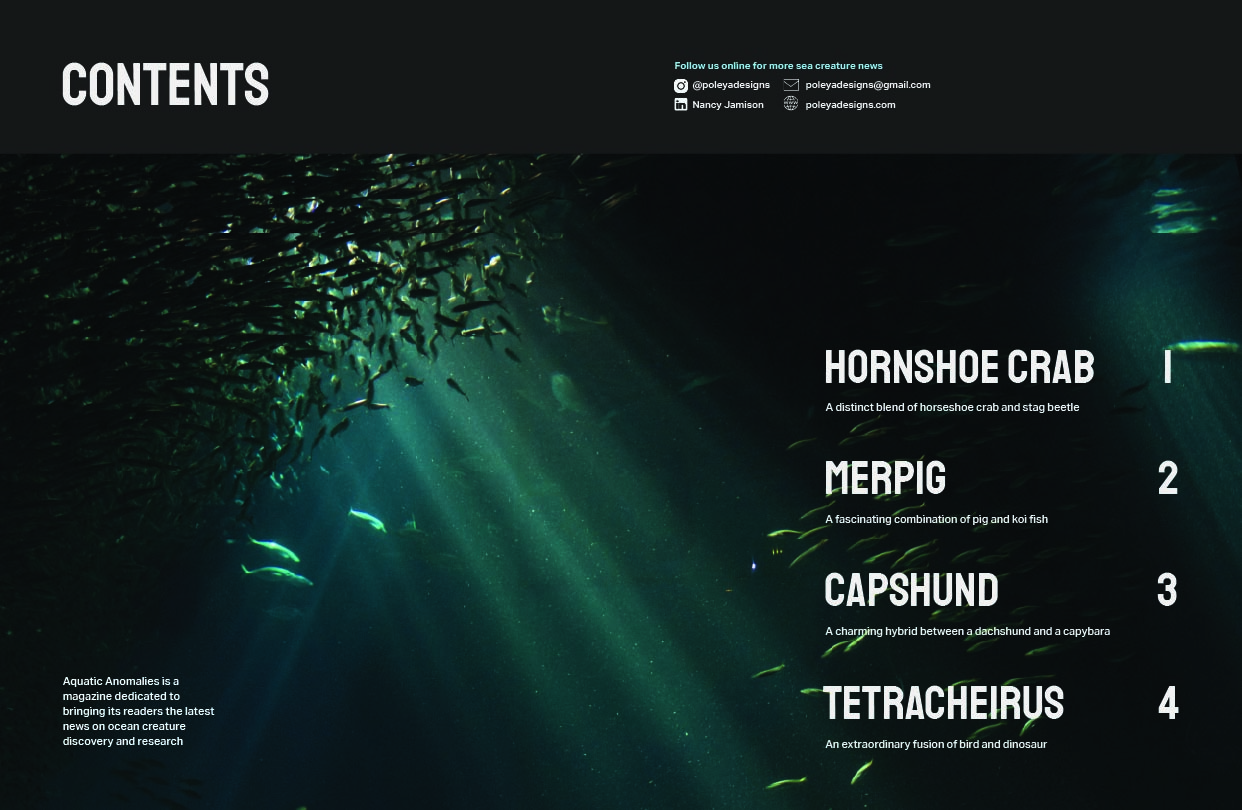 CONTENTS
Follow us online for more sea creature news
@poleyadesigns
poleyadesigns@gmail.com
Nancy Jamison
poleyadesigns.com
HORNSHOE CRAB 1
A distinct blend of horseshoe crab and stag beetle
MERPIG 2
A fascinating combination of pig and koi fish
CAPSHUND 3
A charming hybrid between a dachshund and a capybara
TETRACHEIRUS 4
An extraordinary fusion of bird and dinosaur
Aquatic Anomalies is a
magazine dedicated to
bringing its readers the latest
news on ocean creature
discovery and research